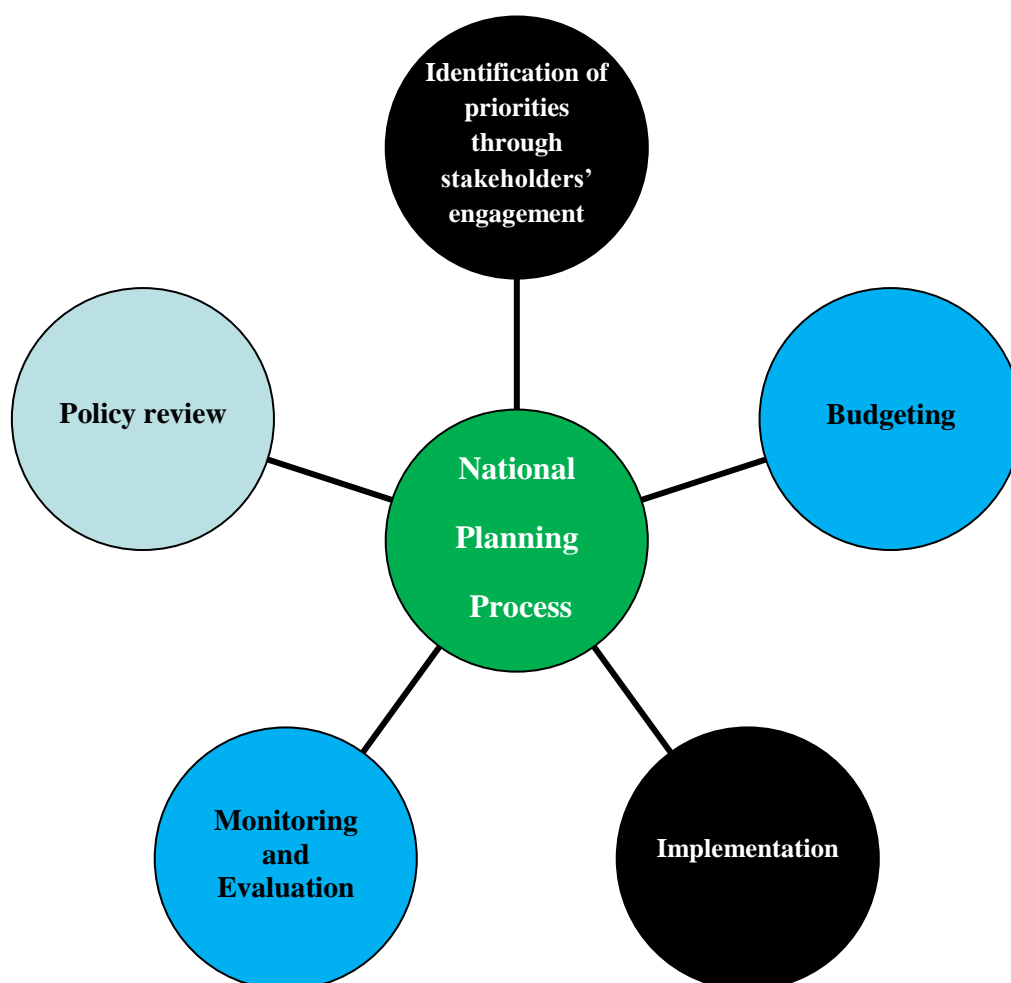 Identification of
priorities
through
stakeholders’
engagement
Policy review
Budgeting
National
Planning
Process
Monitoring
and
Evaluation
Implementation